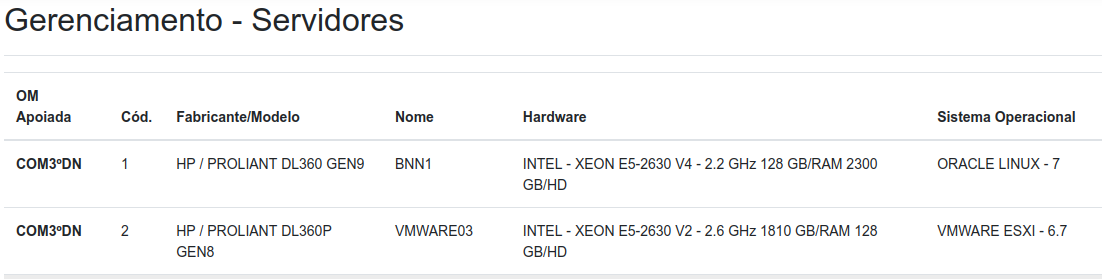 Gerenciamento - Servidores
OM
Apoiada Cód. Fabricante/Modelo Nome Hardware Sistema Operacional
COM3ºDN 1 HP / PROLIANT DL360 GEN9 BNN1 INTEL - XEON E5-2630 V4 - 2.2 GHz 128 GB/RAM 2300 ORACLE LINUX - 7
GB/HD
COM3ºDN 2 HP / PROLIANT DL360P VMWARE03 INTEL - XEON E5-2630 V2 - 2.6 GHz 1810 GB/RAM 128 VMWARE ESXI - 6.7
GEN8 GB/HD